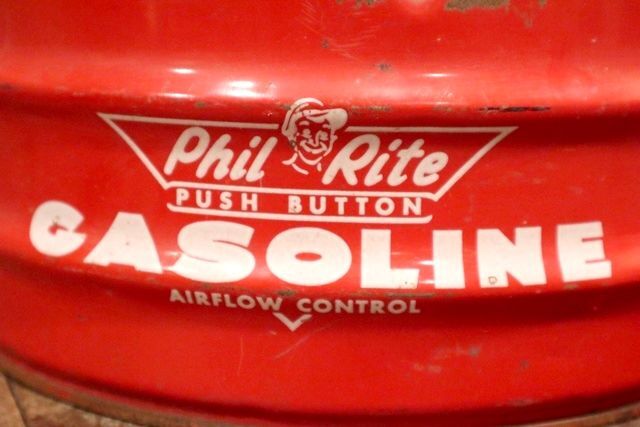 Phil Rite
PUSH BUTTON
GASOLINE
AIRFLOW CONTROL